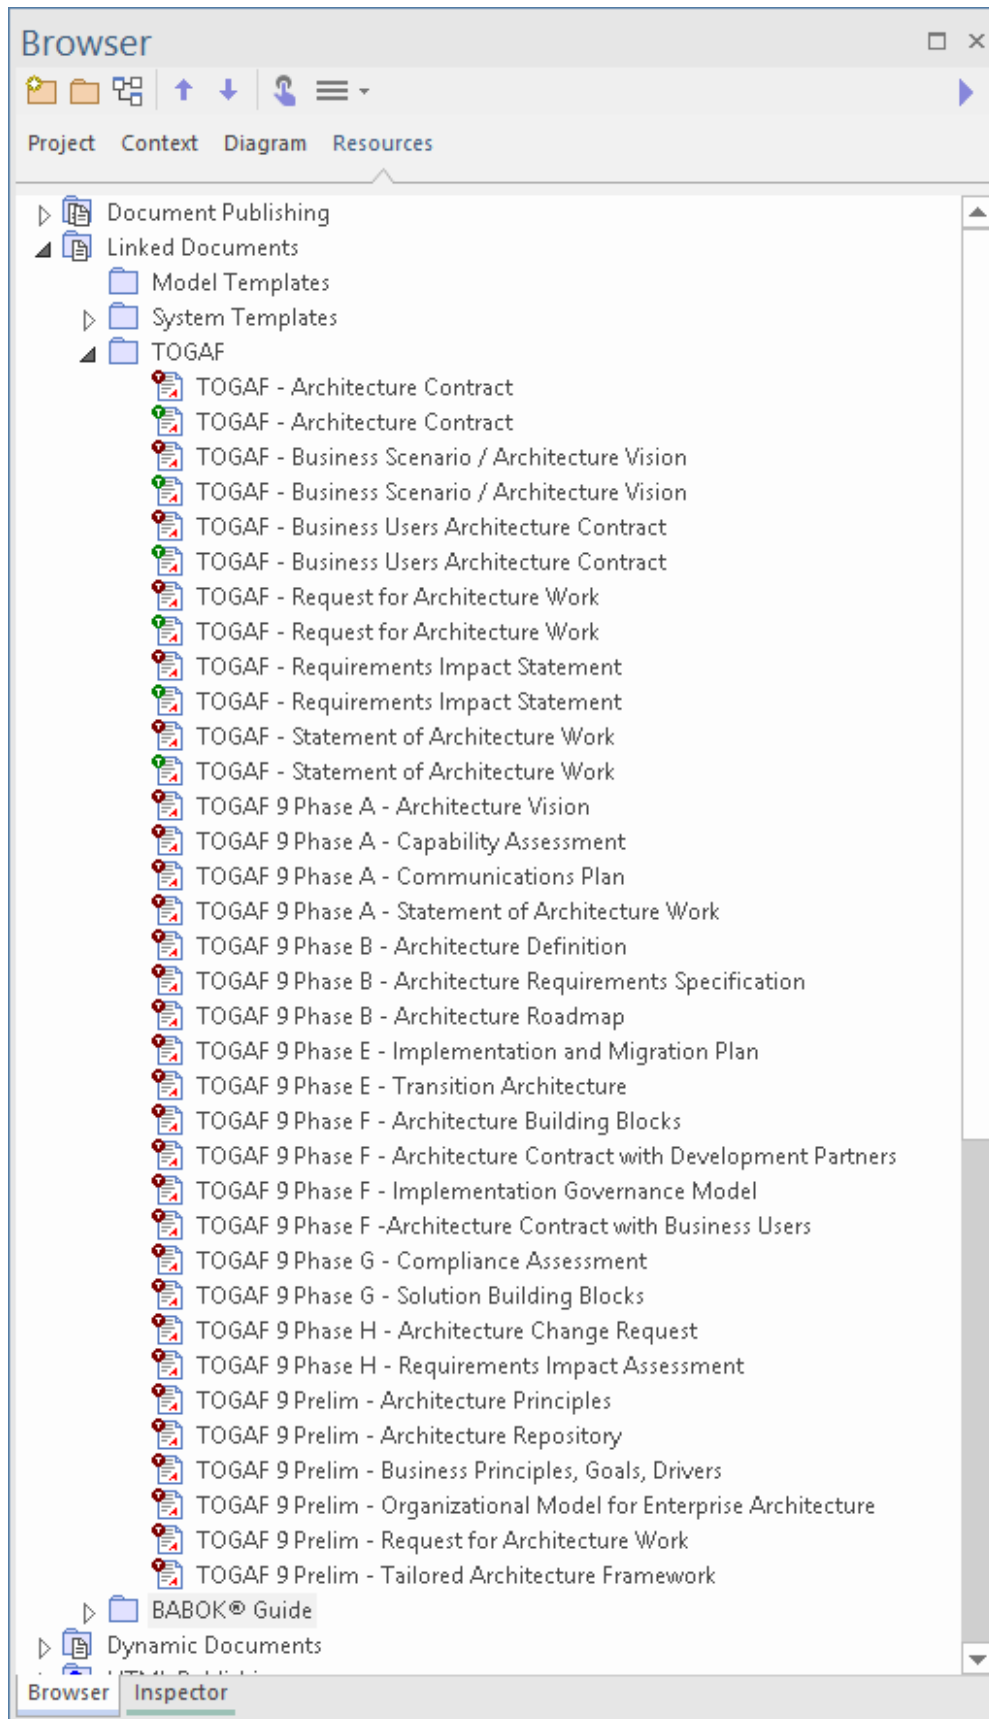 Browser
Project Context Diagram Resources
Document Publishing
Linked Documents
Model Templates
System Templates
TOGAF
TOGAF - Architecture Contract
TOGAF - Architecture Contract
TOGAF - Business Scenario / Architecture Vision
TOGAF - Business Scenario / Architecture Vision
TOGAF - Business Users Architecture Contract
TOGAF - Business Users Architecture Contract
TOGAF - Request for Architecture Work
TOGAF - Request for Architecture Work
TOGAF - Requirements Impact Statement
TOGAF - Requirements Impact Statement
TOGAF - Statement of Architecture Work
TOGAF - Statement of Architecture Work
TOGAF 9 Phase A - Architecture Vision
TOGAF 9 Phase A - Capability Assessment
TOGAF 9 Phase A - Communications Plan
TOGAF 9 Phase A - Statement of Architecture Work
TOGAF 9 Phase B - Architecture Definition
TOGAF 9 Phase B - Architecture Requirements Specification
TOGAF 9 Phase B - Architecture Roadmap
TOGAF 9 Phase E - Implementation and Migration Plan
TOGAF 9 Phase E - Transition Architecture
TOGAF 9 Phase F - Architecture Building Blocks
TOGAF 9 Phase F - Architecture Contract with Development Partners
TOGAF 9 Phase F - Implementation Governance Model
TOGAF 9 Phase F -Architecture Contract with Business Users
TOGAF 9 Phase G - Compliance Assessment
TOGAF 9 Phase G - Solution Building Blocks
TOGAF 9 Phase H - Architecture Change Request
TOGAF 9 Phase H - Requirements Impact Assessment
TOGAF 9 Prelim - Architecture Principles
TOGAF 9 Prelim - Architecture Repository
TOGAF 9 Prelim - Business Principles, Goals, Drivers
TOGAF 9 Prelim - Organizational Model for Enterprise Architecture
TOGAF 9 Prelim - Request for Architecture Work
TOGAF 9 Prelim - Tailored Architecture Framework
BABOK® Guide
Dynamic Documents
Browser Inspector